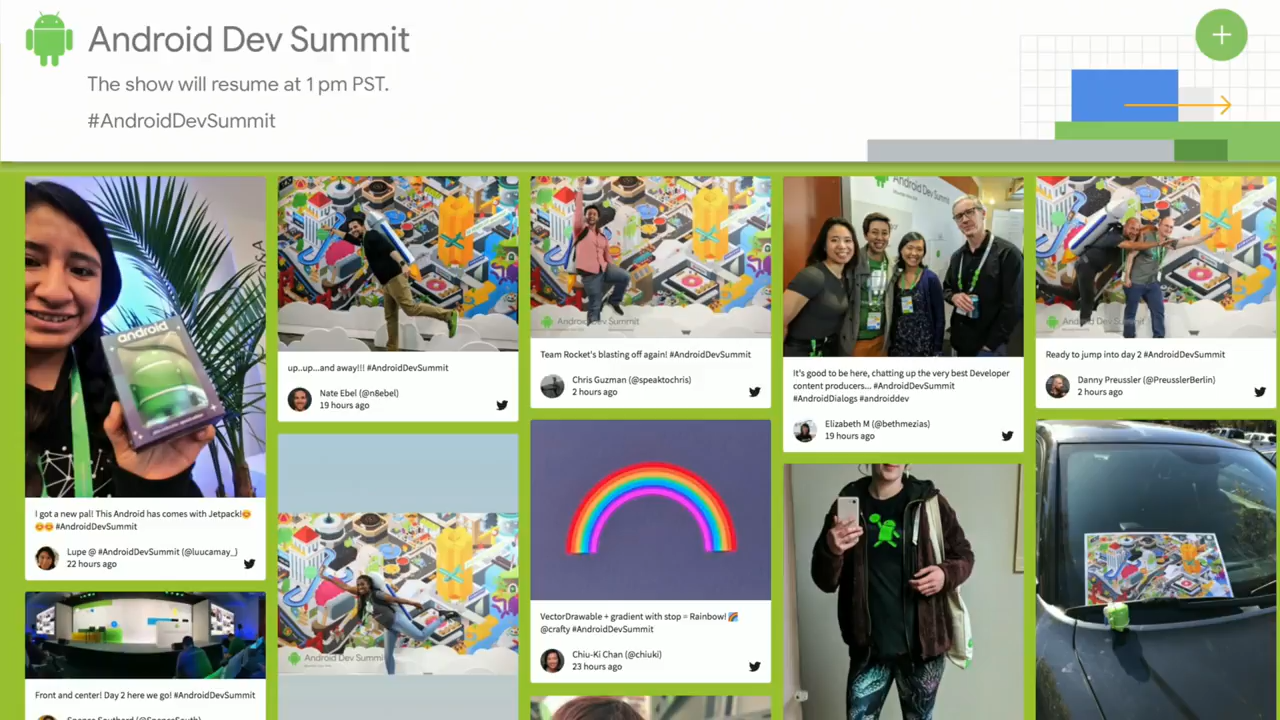 Android Dev Summit
The show will resume at 1 pm PST.
#AndroidDevSummit
android
I got a new pal! This Android has comes with Jetpack!😊
😊😊 #AndroidDevSummit
Lupe @ #AndroidDevSummit (@luucamay_)
22 hours ago
Front and center! Day 2 here we go! #AndroidDevSummit
up..up...and away!!! #AndroidDevSummit
Nate Ebel (@n8ebel)
19 hours ago
Android Dev Summit
Android Dev Summit
Team Rocket's blasting off again! #AndroidDevSummit
Chris Guzman (@speaktochris)
2 hours ago
VectorDrawable + gradient with stop = Rainbow!🌈
@crafty #AndroidDevSummit
Chiu-Ki Chan (@chiuki)
23 hours ago
Android Dev Summit
It's good to be here, chatting up the very best Developer
content producers... #AndroidDevSummit
#AndroidDialogs #androiddev
Elizabeth M (@bethmezias)
19 hours ago
Android Dev Summit
Ready to jump into day 2 #AndroidDevSummit
Danny Preussler (@PreusslerBerlin)
2 hours ago